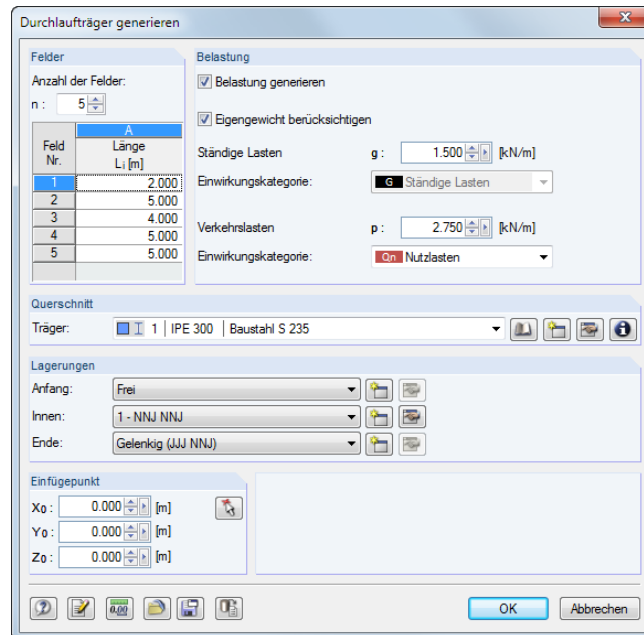 Durchlaufträger generieren
Felder
Anzahl der Felder:
n : 5
Feld Nr. A Länge Li [m]
1 2.000
2 5.000
3 4.000
4 5.000
5 5.000
Belastung
Belastung generieren
Eigengewicht berücksichtigen
Ständige Lasten g : 1.500 [kN/m]
Einwirkungskategorie: G Ständige Lasten
Verkehrslasten p : 2.750 [kN/m]
Einwirkungskategorie: Qn Nutzlasten
Querschnitt
Träger: 1 | IPE 300 | Baustahl S 235
Lagerungen
Anfang: Frei
Innen: 1 - NNJ NNJ
Ende: Gelenkig (JJJ NNJ)
Einfügepunkt
X0 : 0.000 [m]
Y0 : 0.000 [m]
Z0 : 0.000 [m]
0.00
OK Abbrechen